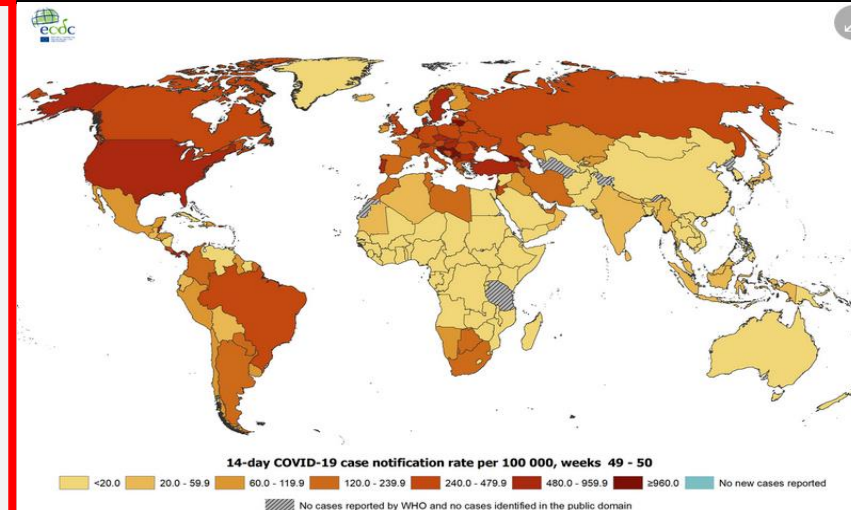 ecdc
14-day COVID-19 case notification rate per 100 000, weeks 49 - 50
<20.0 20.0 - 59.9 60.0 - 119.9 120.0 - 239.9 240.0 - 479.9 480.0 - 959.9 ≥960.0 No new cases reported
No cases reported by WHO and no cases identified in the public domain